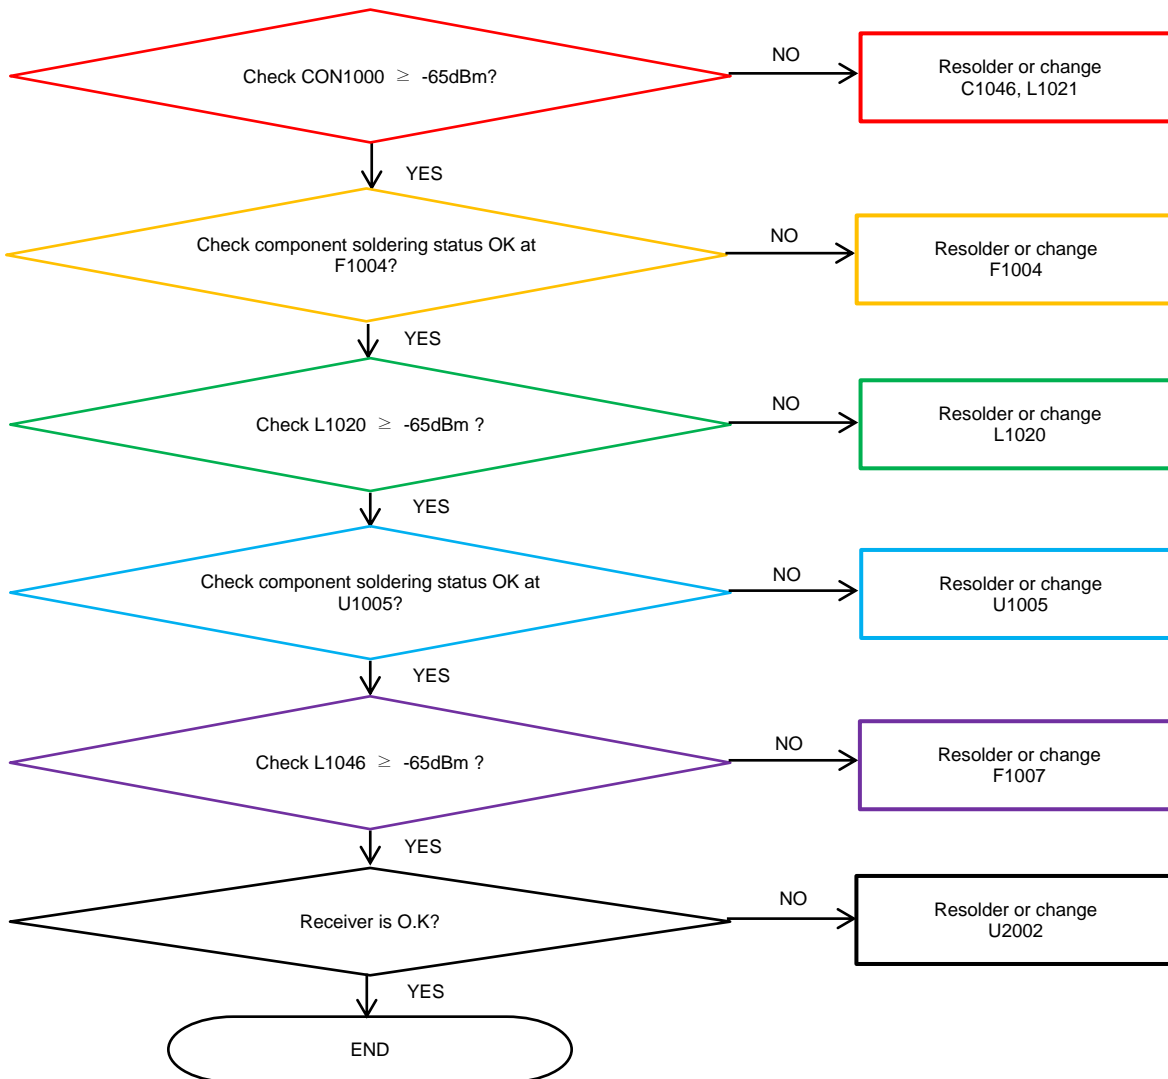 Check CON1000 ≥ -65dBm?
NO
Resolder or change
C1046, L1021
YES
Check component soldering status OK at
F1004?
NO
Resolder or change
F1004
YES
Check L1020 ≥ -65dBm ?
NO
Resolder or change
L1020
YES
Check component soldering status OK at
U1005?
NO
Resolder or change
U1005
YES
Check L1046 ≥ -65dBm ?
NO
Resolder or change
F1007
YES
Receiver is O.K?
NO
Resolder or change
U2002
YES
END